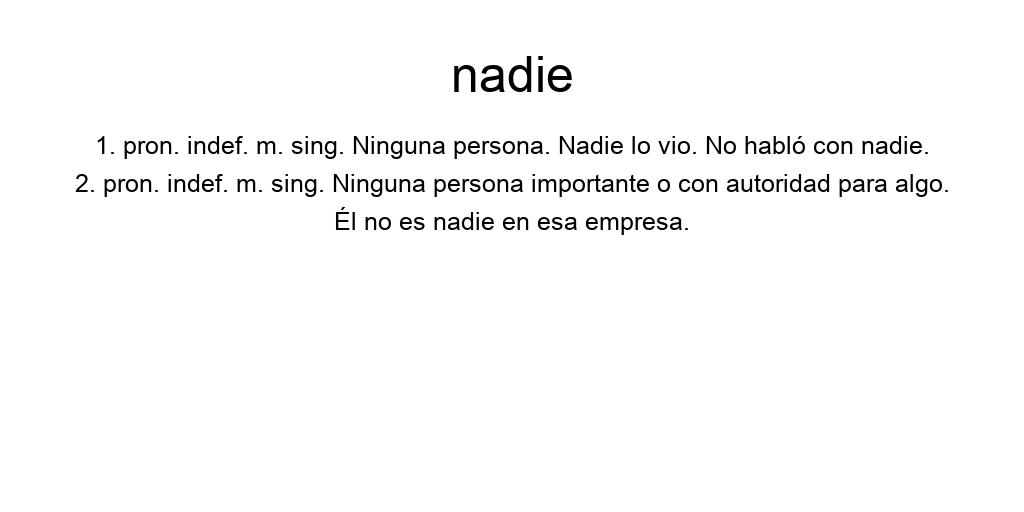 nadie
1. pron. indef. m. sing. Ninguna persona. Nadie lo vio. No habló con nadie.
2. pron. indef. m. sing. Ninguna persona importante o con autoridad para algo.
Él no es nadie en esa empresa.